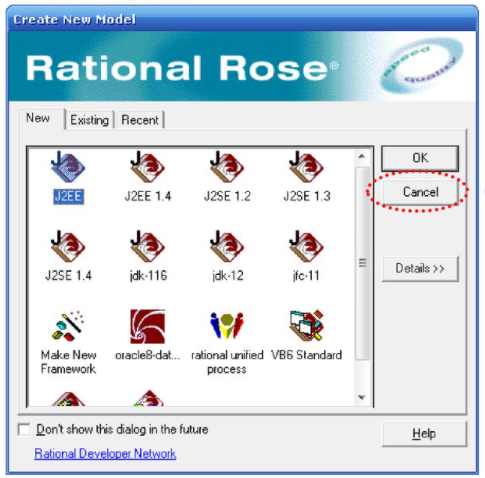 Create New Model
Rational Rose®
speed
quality
New Existing Recent
OK
Cancel
J2EE J2EE 1.4 J2SE 1.2 J2SE 1.3
J2SE 1.4 jdk-116 jdk-12 jfc-11
Details >>
Make New Framework oracle8-dat... rational unified process VB6 Standard
Don't show this dialog in the future
Help
Rational Developer Network